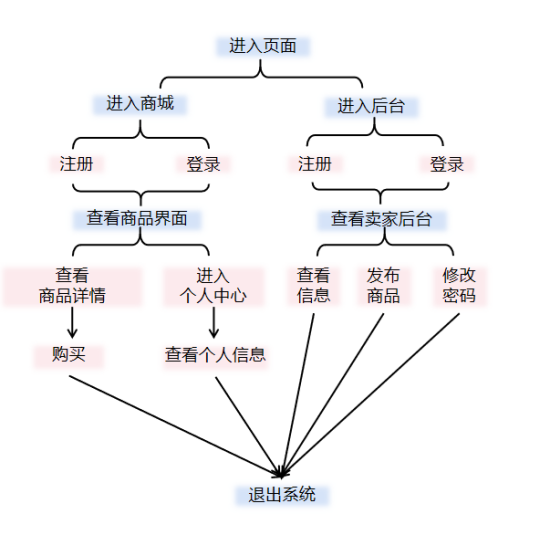 进入页面
进入商城
进入后台
注册
登录
注册
登录
查看商品界面
查看卖家后台
查看
商品详情
进入
个人中心
查看
信息
发布
商品
修改
密码
购买
查看个人信息
退出系统